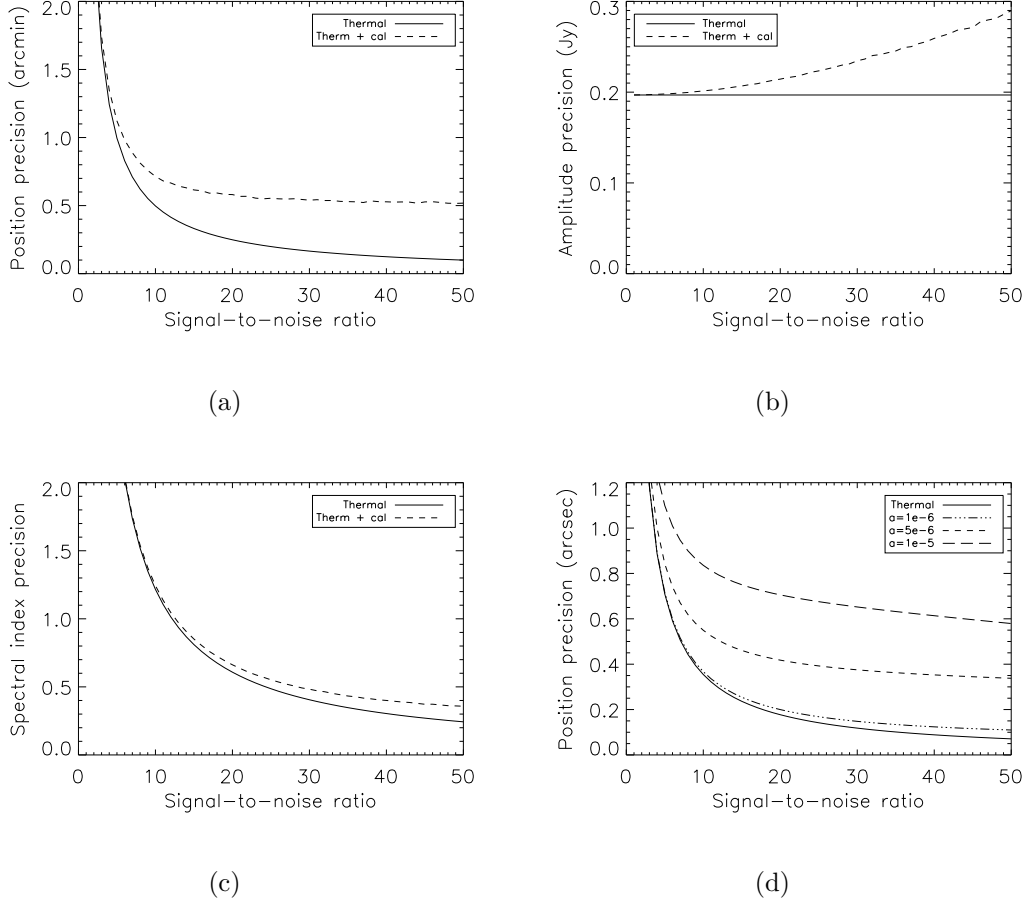 Position precision (arcmin)
2.0
1.5
1.0
0.5
0.0
Thermal
Therm + cal
0 10 20 30 40 50
Signal-to-noise ratio
(a)
Amplitude precision (Jy)
0.3
0.2
0.1
0.0
Thermal
Therm + cal
0 10 20 30 40 50
Signal-to-noise ratio
(b)
Spectral index precision
2.0
1.5
1.0
0.5
0.0
Thermal
Therm + cal
0 10 20 30 40 50
Signal-to-noise ratio
(c)
Position precision (arcsec)
1.2
1.0
0.8
0.6
0.4
0.2
0.0
Thermal
a=1e-6
a=5e-6
a=1e-5
0 10 20 30 40 50
Signal-to-noise ratio
(d)